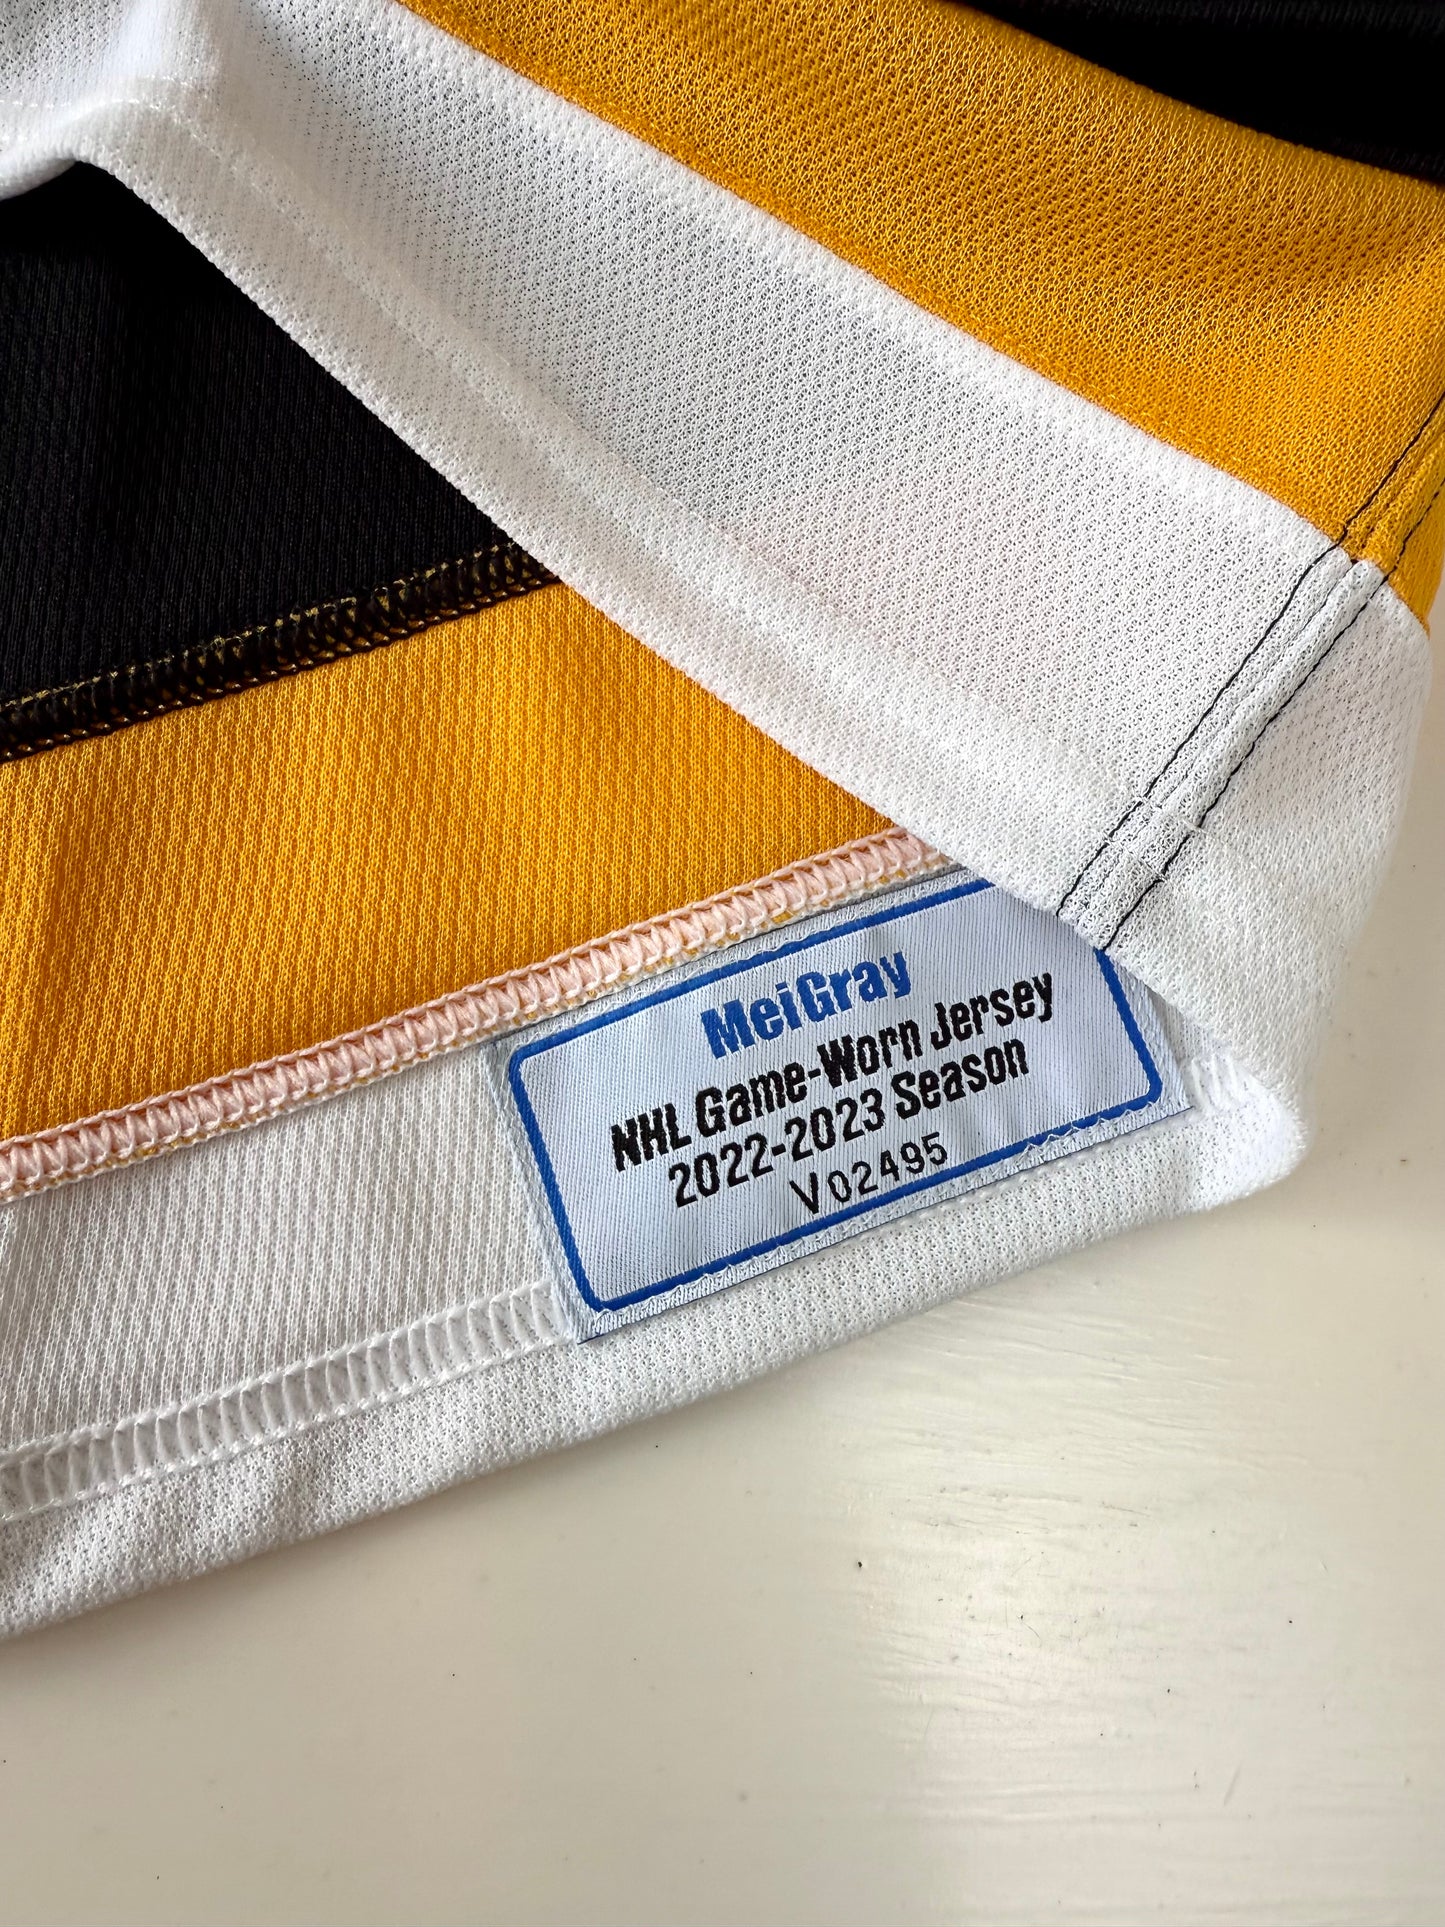 MeiGray
NHL Game-Worn Jersey
2022-2023 Season
V02495